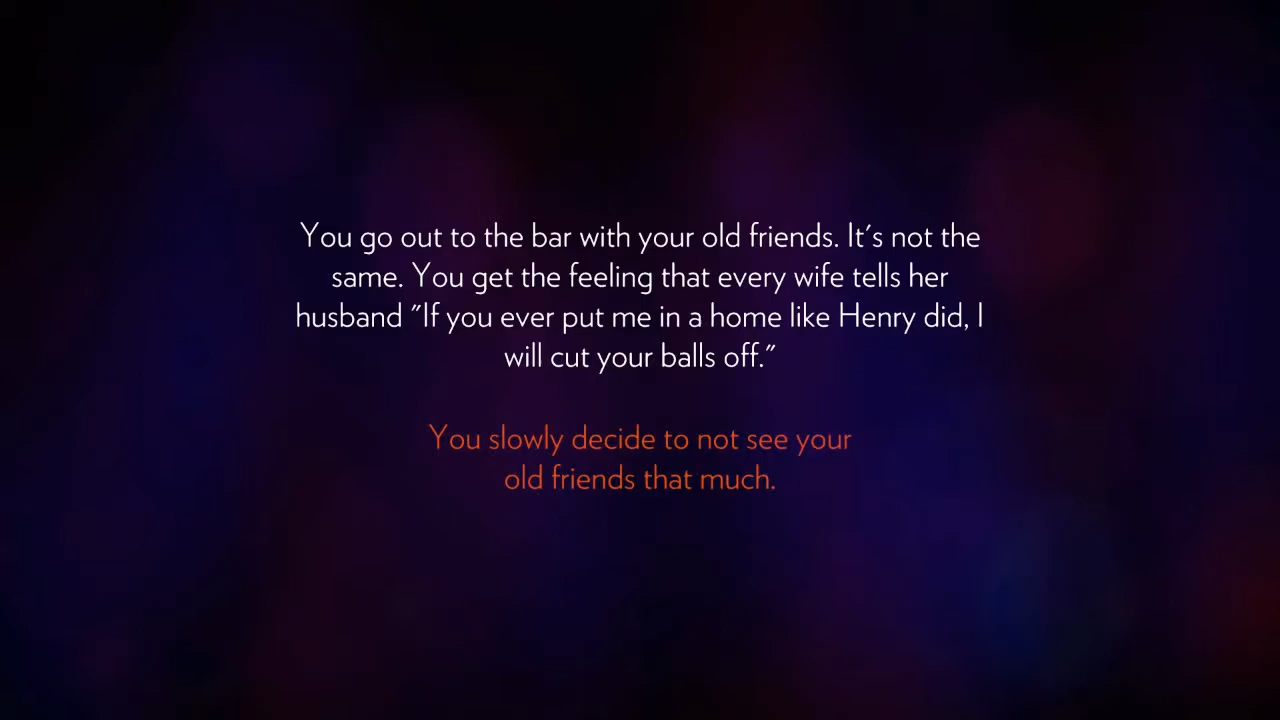 You go out to the bar with your old friends. It's not the
same. You get the feeling that every wife tells her
husband "If you ever put me in a home like Henry did, I
will cut your balls off."
You slowly decide to not see your
old friends that much.